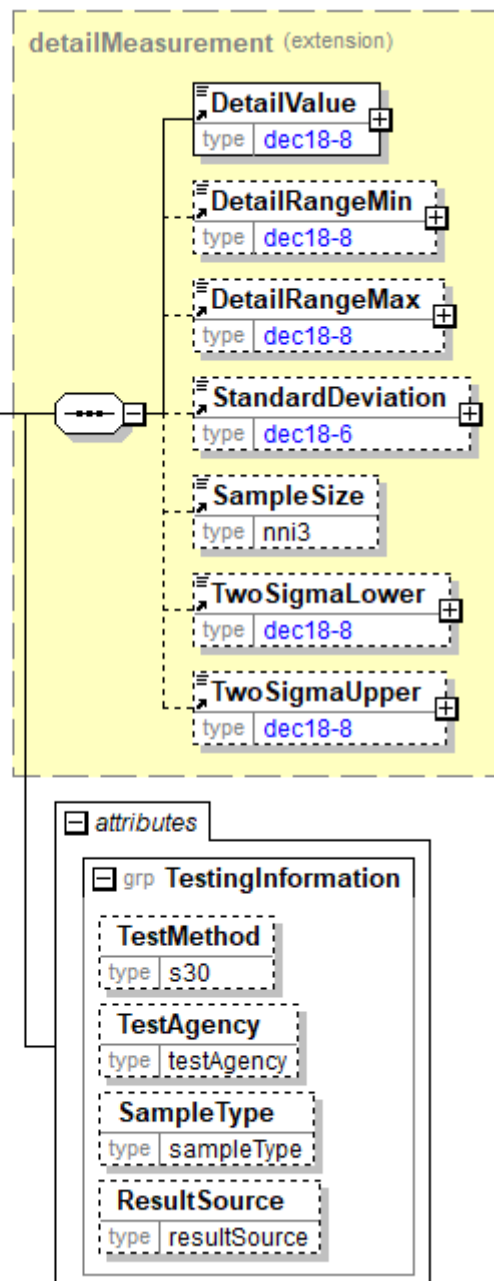 detailMeasurement (extension)
DetailValue
type dec18-8
DetailRangeMin
type dec18-8
DetailRangeMax
type dec18-8
StandardDeviation
type dec18-6
SampleSize
type nni3
TwoSigmaLower
type dec18-8
TwoSigmaUpper
type dec18-8
attributes
grp TestingInformation
TestMethod
type s30
TestAgency
type testAgency
SampleType
type sampleType
ResultSource
type resultSource